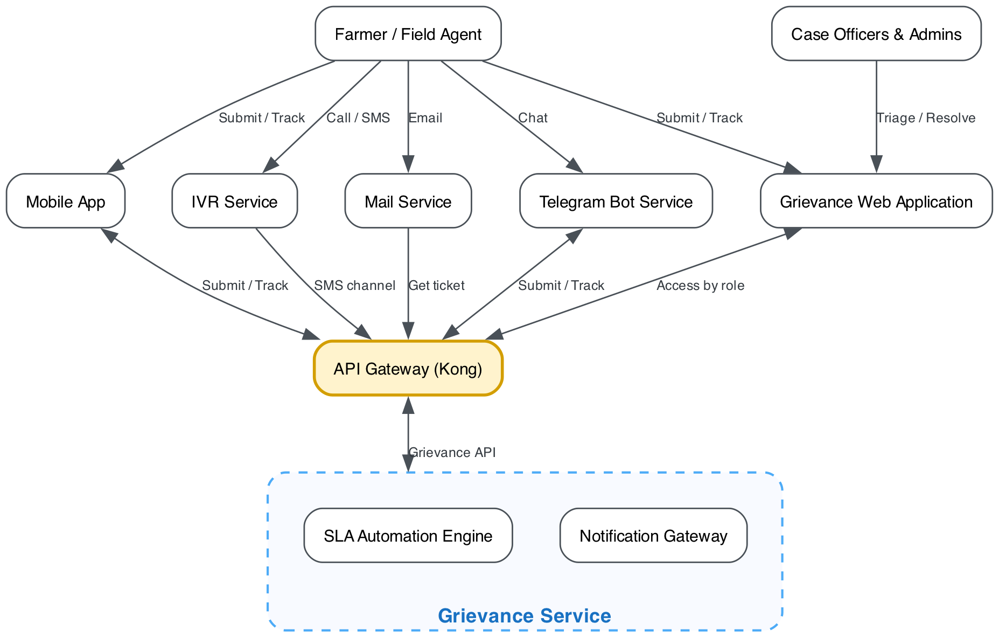 Farmer / Field Agent
Case Officers & Admins
Submit / Track
Call / SMS
Email
Chat
Submit / Track
Triage / Resolve
Mobile App
IVR Service
Mail Service
Telegram Bot Service
Grievance Web Application
Submit / Track
SMS channel
Get ticket
Submit / Track
Access by role
API Gateway (Kong)
Grievance API
SLA Automation Engine
Notification Gateway
Grievance Service